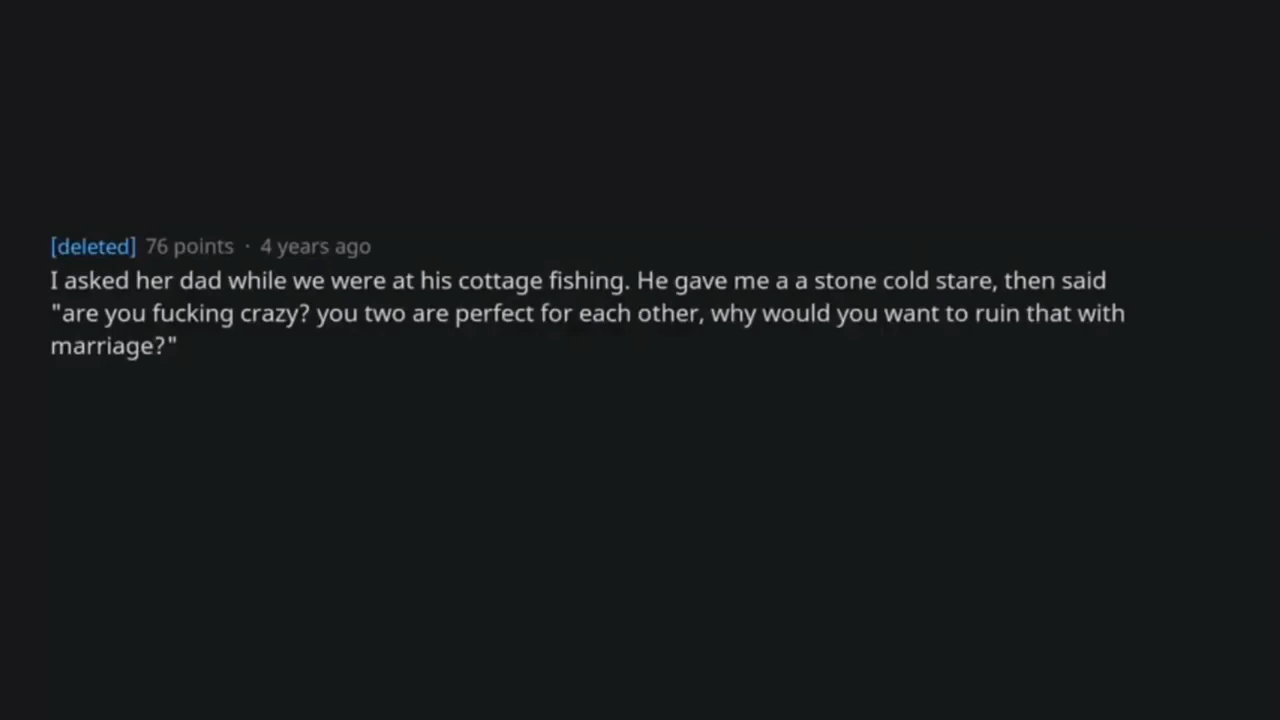 [deleted] 76 points · 4 years ago
I asked her dad while we were at his cottage fishing. He gave me a a stone cold stare, then said
"are you fucking crazy? you two are perfect for each other, why would you want to ruin that with
marriage?"